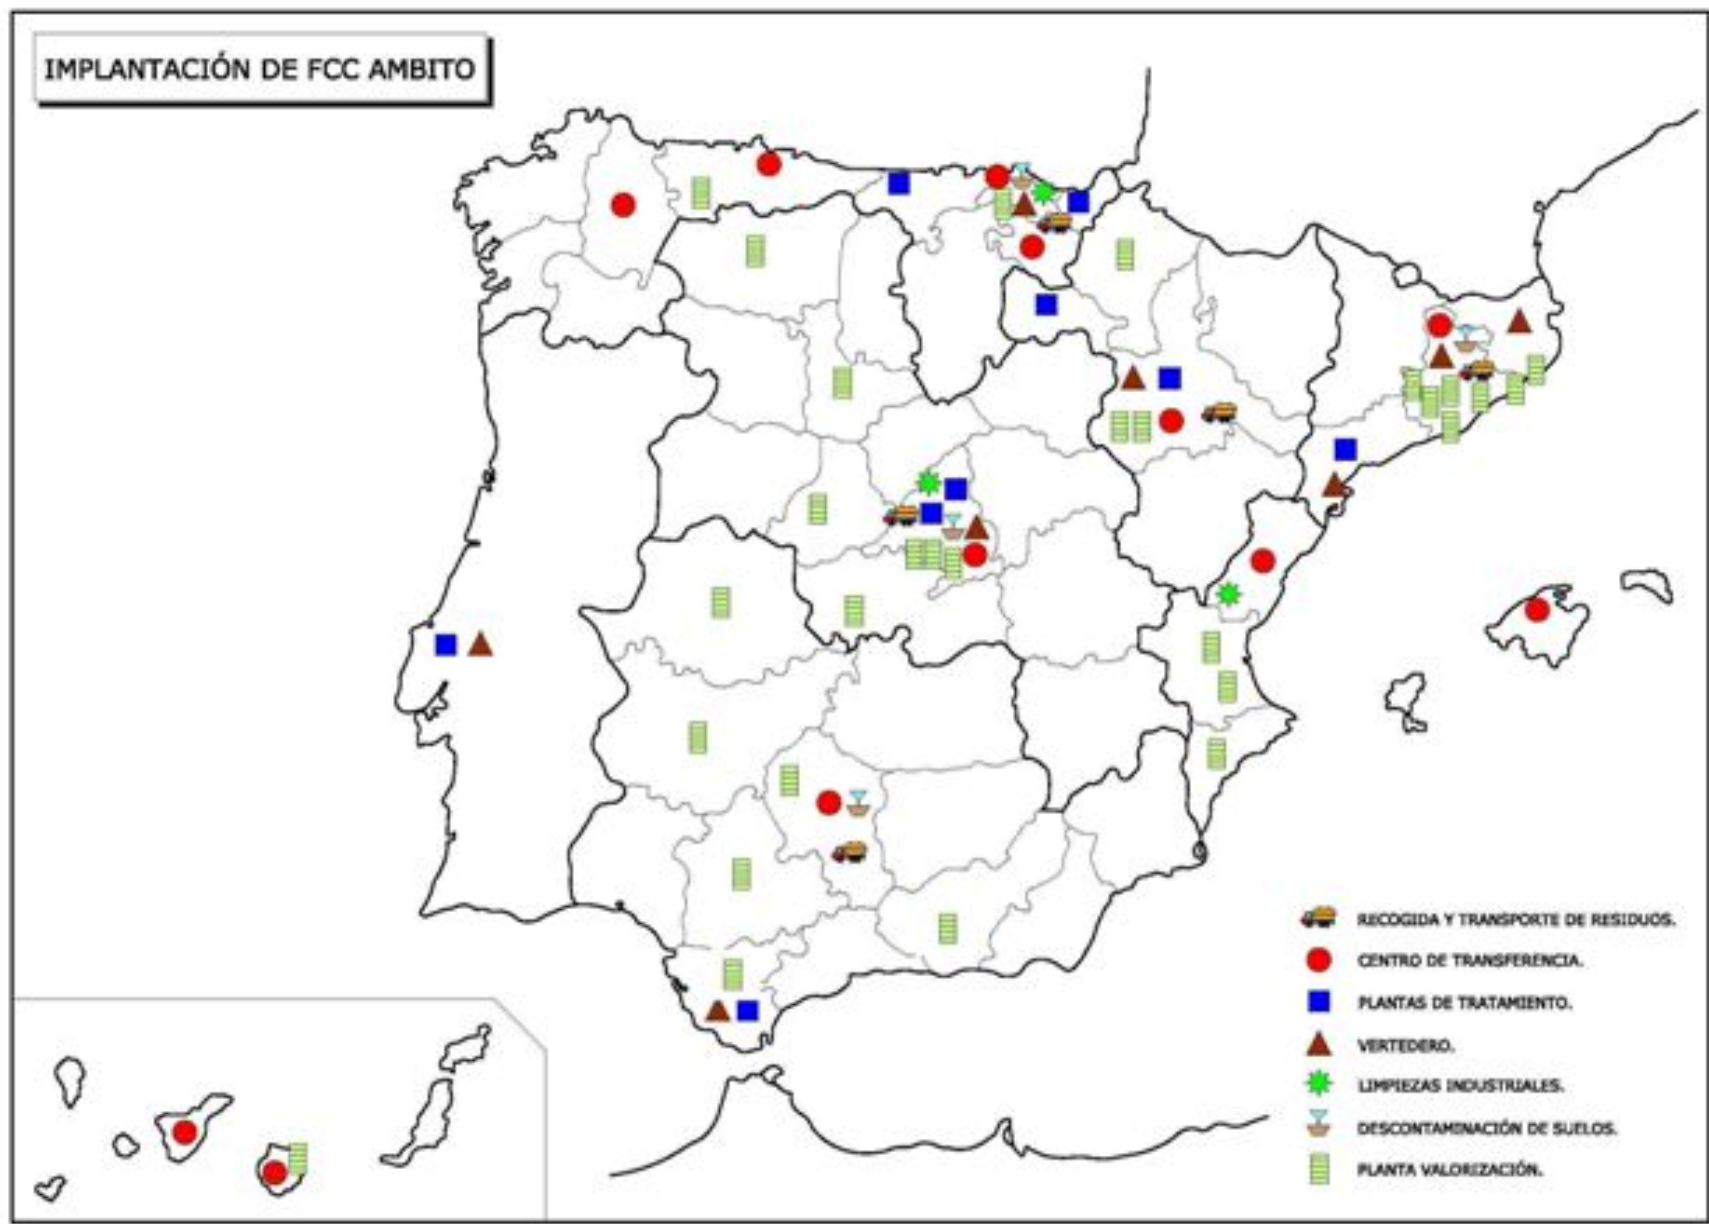 IMPLANTACIÓN DE FCC AMBITO
RECOGIDA Y TRANSPORTE DE RESIDUOS.
CENTRO DE TRANSFERENCIA.
PLANTAS DE TRATAMIENTO.
VERTEDERO.
LIMPIEZAS INDUSTRIALES.
DESCONTAMINACIÓN DE SUELOS.
PLANTA VALORIZACIÓN.